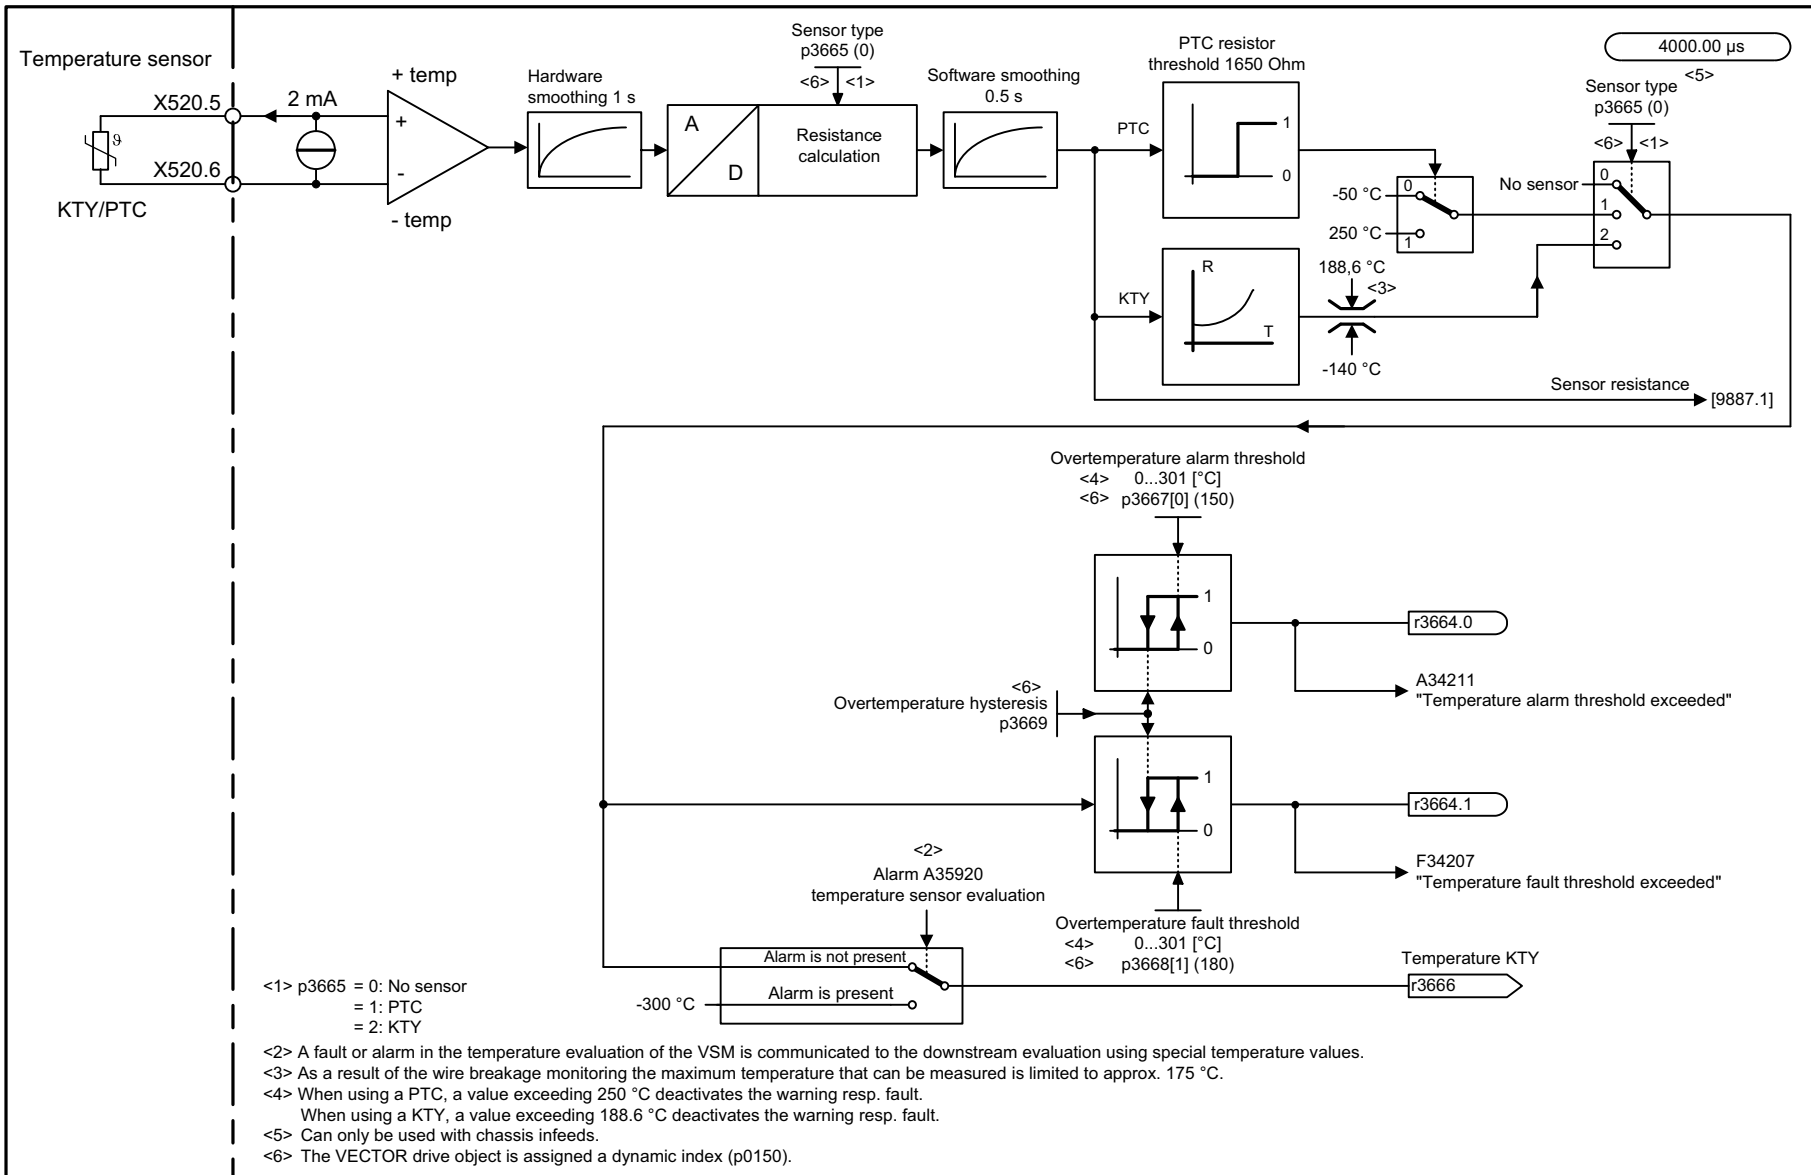 Temperature sensor
X520.5
X520.6
ϑ
KTY/PTC
2 mA
+ temp
+
-
- temp
Hardware
smoothing 1 s
Sensor type
p3665 (0)
<6> <1>
A
D
Resistance
calculation
Software smoothing
0.5 s
PTC resistor
threshold 1650 Ohm
PTC
1
0
4000.00 µs
<5>
Sensor type
p3665 (0)
<6> <1>
-50 °C
0
250 °C
1
No sensor
0
1
2
KTY
R
T
188,6 °C
<3>
-140 °C
Sensor resistance
[9887.1]
Overtemperature alarm threshold
<4> 0...301 [°C]
<6> p3667[0] (150)
1
0
r3664.0
A34211
"Temperature alarm threshold exceeded"
<6>
Overtemperature hysteresis
p3669
1
0
r3664.1
F34207
"Temperature fault threshold exceeded"
Overtemperature fault threshold
<4> 0...301 [°C]
<6> p3668[1] (180)
<2>
Alarm A35920
temperature sensor evaluation
Alarm is not present
-300 °C
Alarm is present
Temperature KTY
r3666
<1> p3665 = 0: No sensor
= 1: PTC
= 2: KTY
<2> A fault or alarm in the temperature evaluation of the VSM is communicated to the downstream evaluation using special temperature values.
<3> As a result of the wire breakage monitoring the maximum temperature that can be measured is limited to approx. 175 °C.
<4> When using a PTC, a value exceeding 250 °C deactivates the warning resp. fault.
When using a KTY, a value exceeding 188.6 °C deactivates the warning resp. fault.
<5> Can only be used with chassis infeeds.
<6> The VECTOR drive object is assigned a dynamic index (p0150).